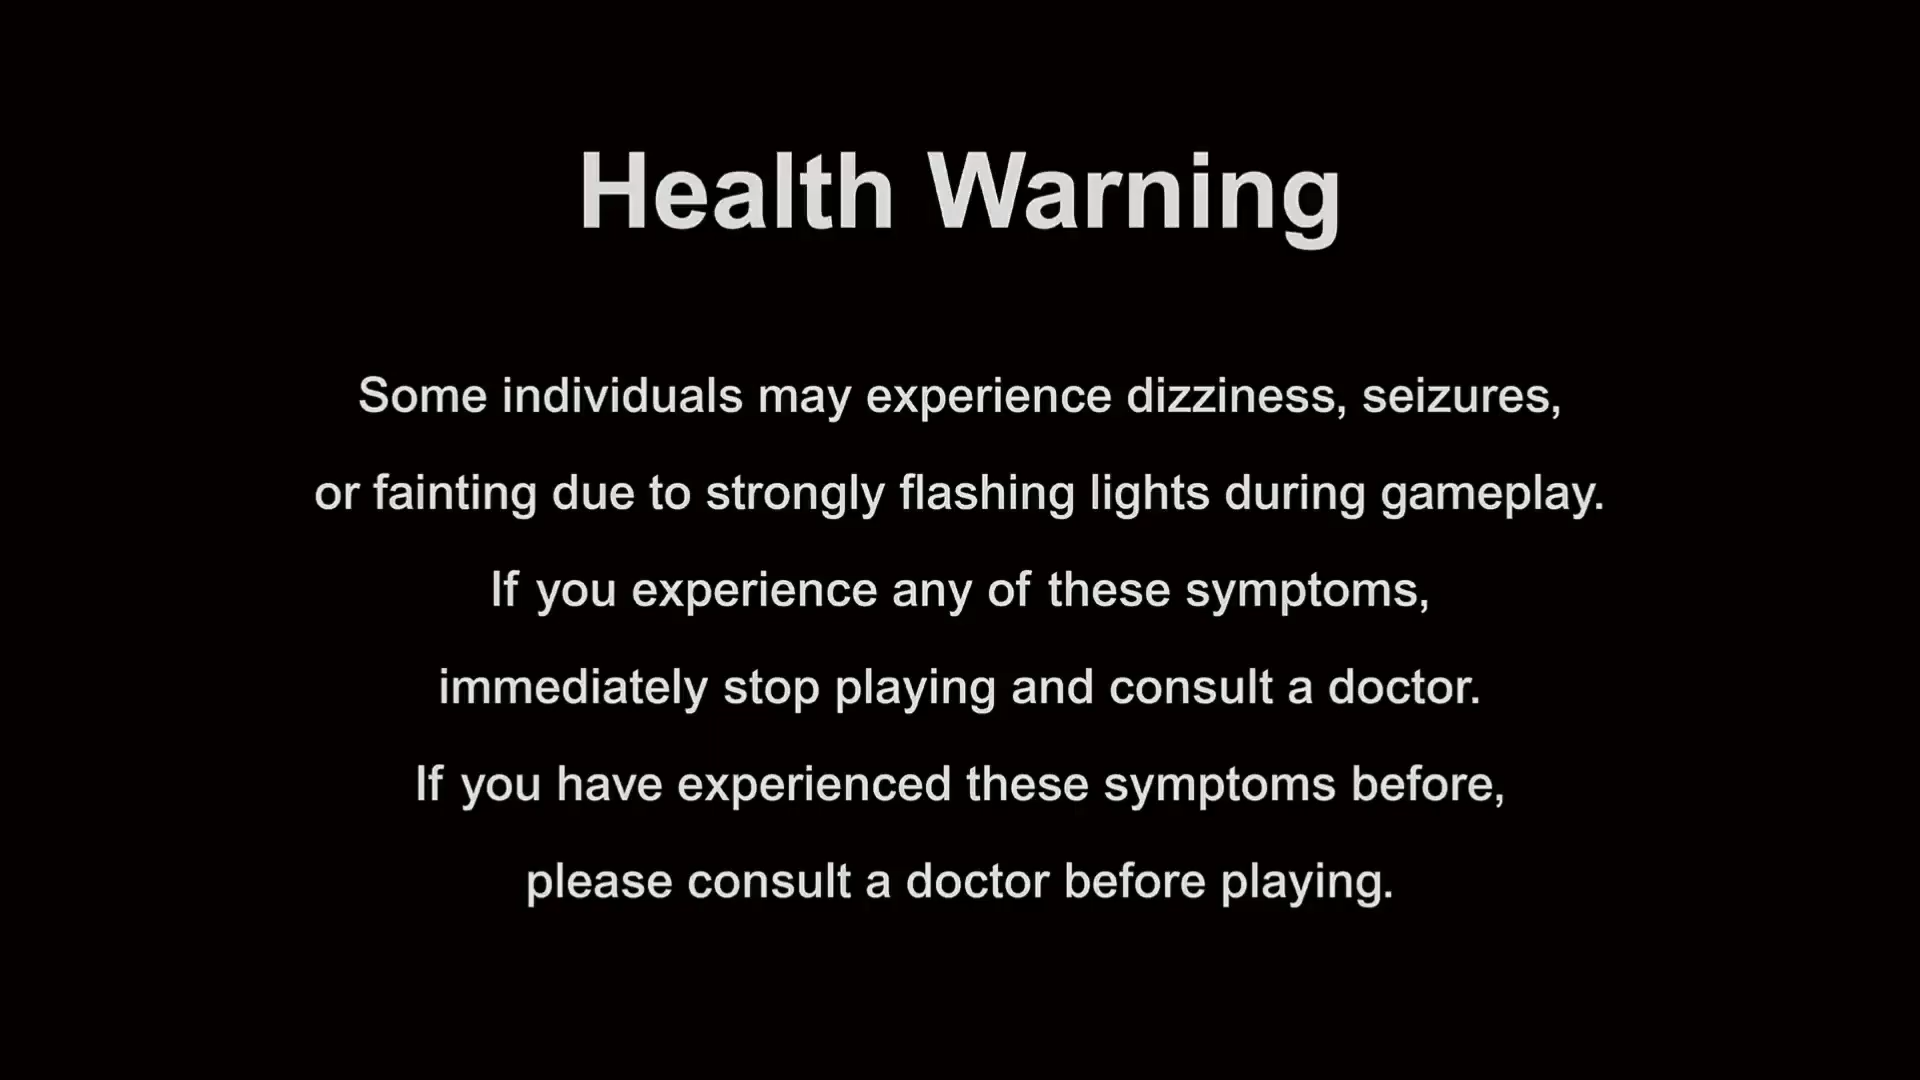 Health Warning
Some individuals may experience dizziness, seizures,
or fainting due to strongly flashing lights during gameplay.
If you experience any of these symptoms,
immediately stop playing and consult a doctor.
If you have experienced these symptoms before,
please consult a doctor before playing.